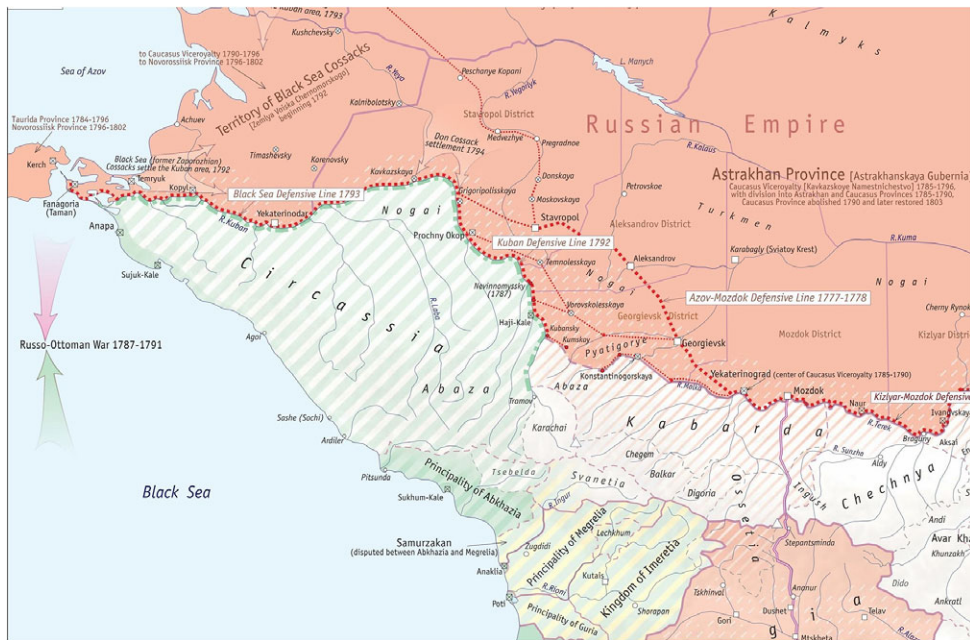 to Kuban area, 1793
Kushchevsky
to Caucasus Viceroyalty 1790-1796
to Novorossiisk Province 1796-1802
Sea of Azov
Territory of Black Sea Cossacks
[Zemlya Voiska Chernomorskogo]
beginning 1792
R.Yeya
Peschanye Kopani
R.Yegorlyk
L. Manych
Kalmyks
Kalnibolatsky
Stavropol District
Russian Empire
Taurida Province 1784-1796
Novorossiisk Province 1796-1802
Achuev
Medvezhye
Pregradnoe
Don Cossack
settlement 1794
R.Kalaus
Timashevsky
Korenovsky
Black Sea (former Zaporozhian)
Cossacks settle the Kuban area, 1792
Kerch
Temryuk
Kopyl
Kavkazskaya
Donskaya
Astrakhan Province [Astrakhanskaya Gubernia]
Caucasus Viceroyalty [Kavkazskoye Namestnichestvo] 1785-1796,
with division into Astrakhan and Caucasus Provinces 1785-1790,
Caucasus Province abolished 1790 and later restored 1803
Black Sea Defensive Line 1793
Grigoripolisskaya
Petrovskoe
Moskovskaya
Fanagoria
(Taman)
Nogai
Turkmen
Yekaterinodar
R.Kuban
Stavropol
Aleksandrov District
Anapa
Prochny Okop
Kuban Defensive Line 1792
R.Kuma
Karabagly (Sviatoy Krest)
Temnolesskaya
Aleksandrov
Sujuk-Kale
Circassia
Nogai
Nogai
Nevinnomyssky
(1787)
R.Laba
Azov-Mozdok Defensive Line 1777-1778
Vorovskolesskaya
Cherny Rynok
Haji-Kale
Georgievsk District
Kubansky
Mozdok District
Kizlyar District
Agoi
Kumskoy
Georgievsk
Russo-Ottoman War 1787-1791
Pyatigorye
Konstantinogorskaya
Yekaterinograd (center of Caucasus Viceroyalty 1785-1790)
Abaza
Abaza
R.Malka
Mozdok
Kizlyar-Mozdok Defensive
Tramov
Naur
Ivanovskaya
Sashe (Sochi)
Kabarda
R.Terek
Karachai
Braguny
Aksai
Ardiler
R. Sunzha
Chegem
Aldy
Principality of Abkhazia
Tsebelda
Svanetia
Balkar
Pitsunda
Digoria
Ossetia
Ingush
Chechnya
Black Sea
Sukhum-Kale
R.Ingur
Andi
Samurzakan
(disputed between Abkhazia and Megrelia)
Principality of Megrelia
Lechkhum
Stepantsminda
Avar Kha
Khunzakh
Zugdidi
Kingdom of Imeretia
Anaklia
Kutais
Dido
R.Rioni
Tskhinval
Ananur
Ankratl
Poti
Shorapan
Dushet
Telav
Principality of Guria
Gori
gia
Mtskheta
R.Alaz